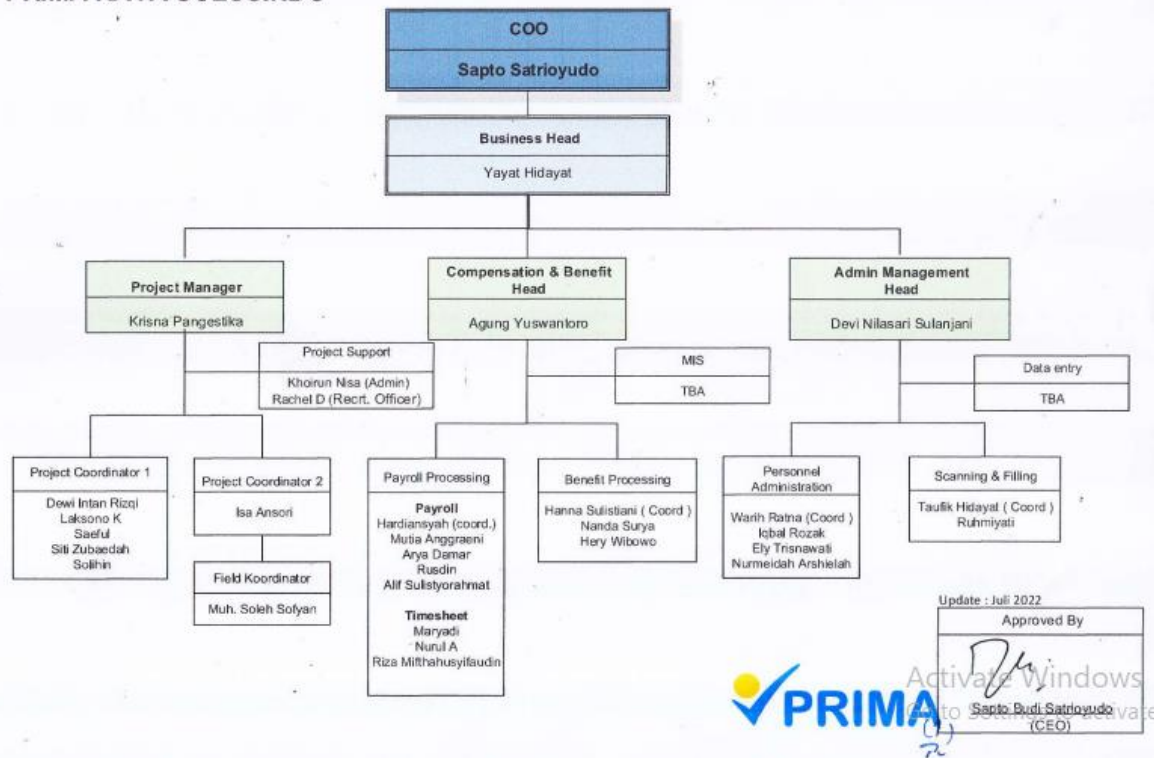 COO
Sapto Satrioyudo
Business Head
Yayat Hidayat
Project Manager
Krisna Pangestika
Compensation & Benefit
Head
Agung Yuswantoro
Admin Management
Head
Devi Nilasari Sulanjani
Project Support
Khoirun Nisa (Admin)
Rachel D (Recrt. Officer)
MIS
TBA
Data entry
TBA
Project Coordinator 1
Dewi Intan Rizqi
Laksono K
Saeful
Siti Zubaedah
Solihin
Project Coordinator 2
Isa Ansori
Field Koordinator
Muh. Soleh Sofyan
Payroll Processing
Payroll
Hardiansyah (coord.)
Mutia Anggraeni
Arya Damar
Rusdin
Alif Sulistyorahmat
Timesheet
Maryadi
Nurul A
Riza Mifthahusyifaudin
Benefit Processing
Hanna Sulistiani ( Coord )
Nanda Surya
Hery Wibowo
Personnel
Administration
Warih Ratna (Coord )
Iqbal Rozak
Ely Trisnawati
Nurmeidah Arshielah
Scanning & Filling
Taufik Hidayat ( Coord )
Ruhmiyati
Update : Juli 2022
Approved By
Sapto Budi Satrioyudo
(CEO)
PRIMA
Activate Windows